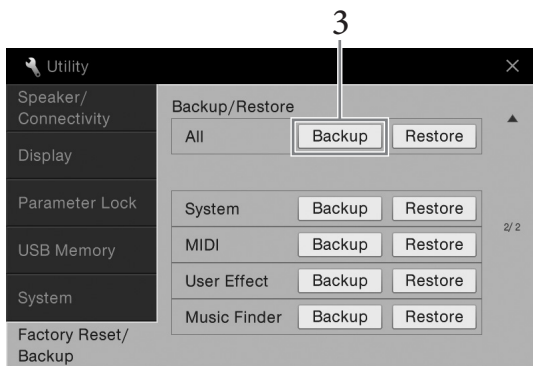 3
Utility
Speaker/
Connectivity
Display
Parameter Lock
USB Memory
System
Factory Reset/
Backup
Backup/Restore
All Backup Restore
System Backup Restore
MIDI Backup Restore
User Effect Backup Restore
Music Finder Backup Restore
2/2